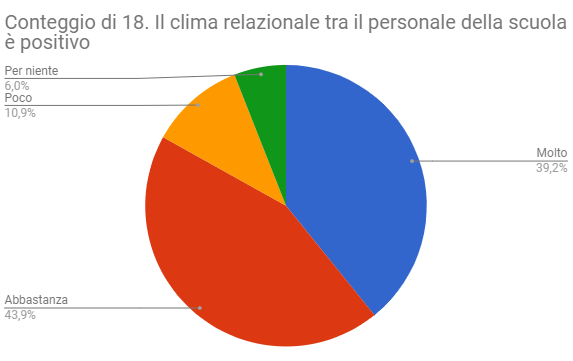 Conteggio di 18. Il clima relazionale tra il personale della scuola
è positivo
Per niente
6,0%
Poco
10,9%
Molto
39,2%
Abbastanza
43,9%